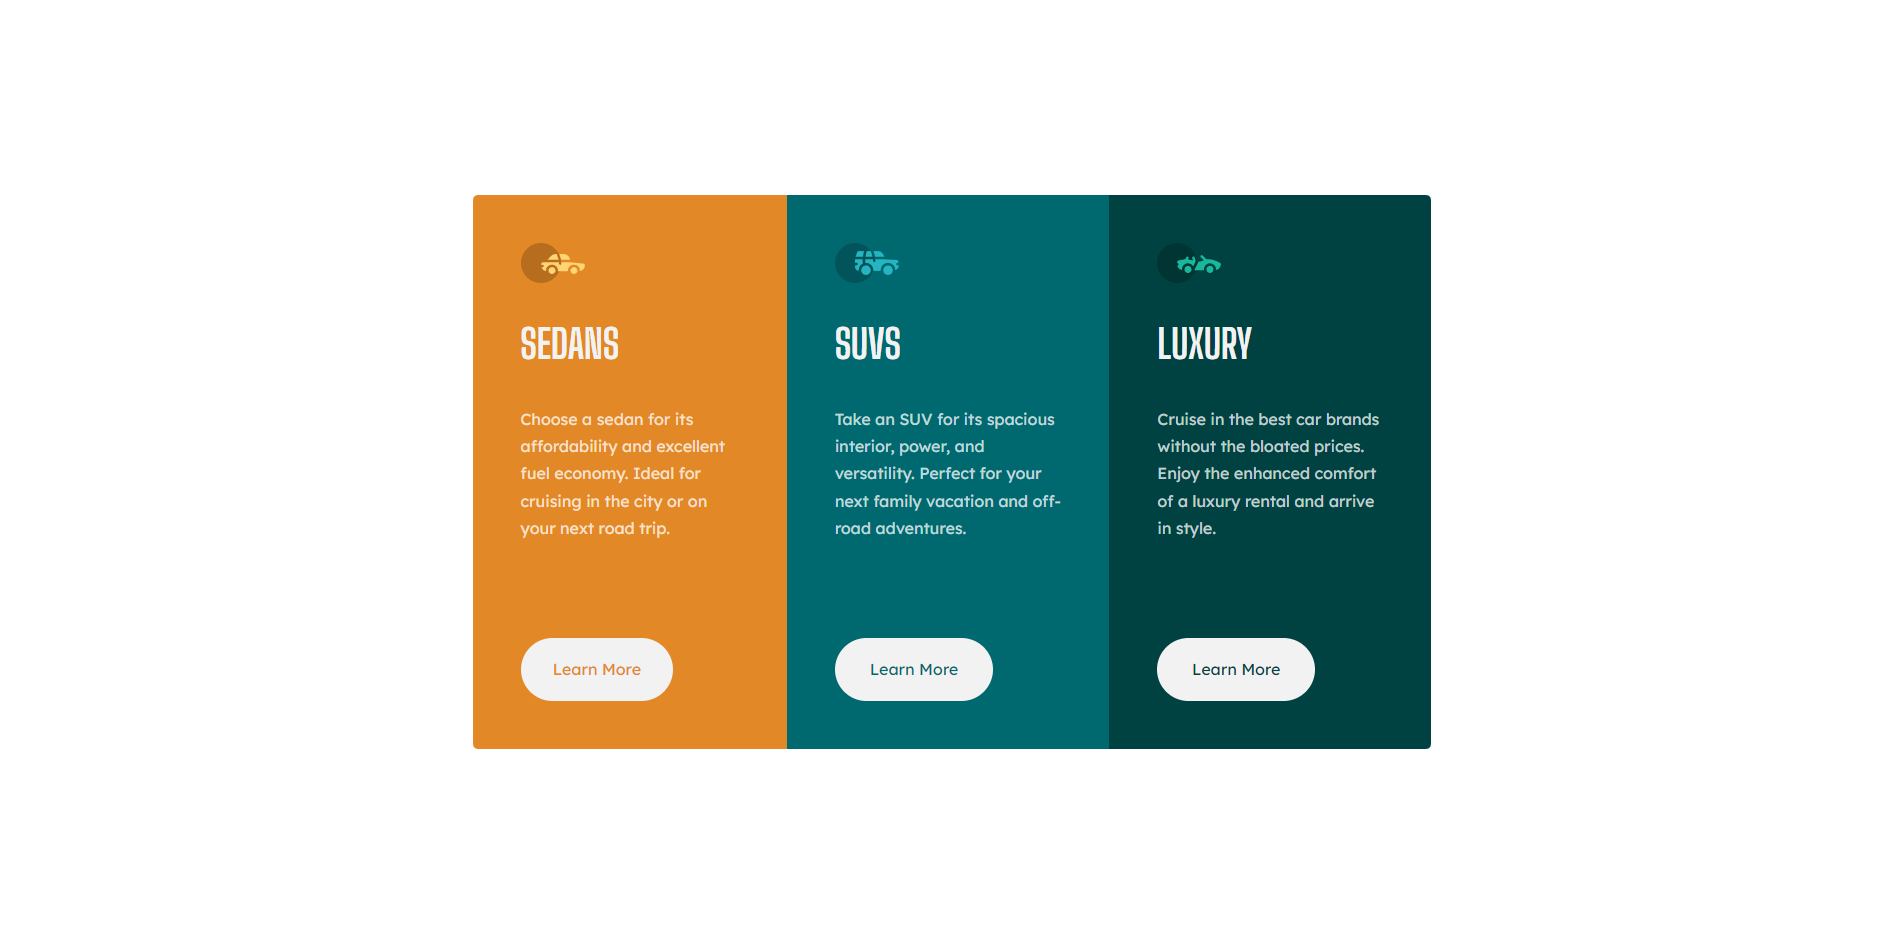 SEDANS
Choose a sedan for its
affordability and excellent
fuel economy. Ideal for
cruising in the city or on
your next road trip.
Learn More
SUVS
Take an SUV for its spacious
interior, power, and
versatility. Perfect for your
next family vacation and off-
road adventures.
Learn More
LUXURY
Cruise in the best car brands
without the bloated prices.
Enjoy the enhanced comfort
of a luxury rental and arrive
in style.
Learn More